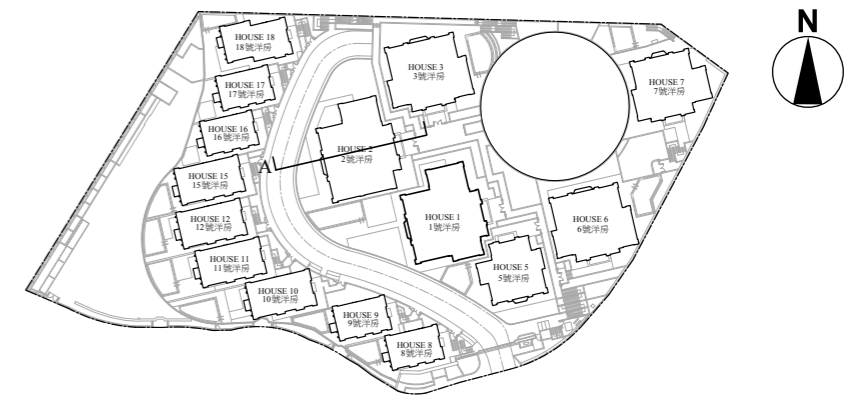 N
HOUSE 18
18號洋房
HOUSE 17
17號洋房
HOUSE 16
16號洋房
HOUSE 15
15號洋房
HOUSE 12
12號洋房
HOUSE 11
11號洋房
HOUSE 10
10號洋房
HOUSE 9
9號洋房
HOUSE 8
8號洋房
HOUSE 3
3號洋房
HOUSE 2
2號洋房
A
HOUSE 1
1號洋房
HOUSE 5
5號洋房
HOUSE 6
6號洋房
HOUSE 7
7號洋房